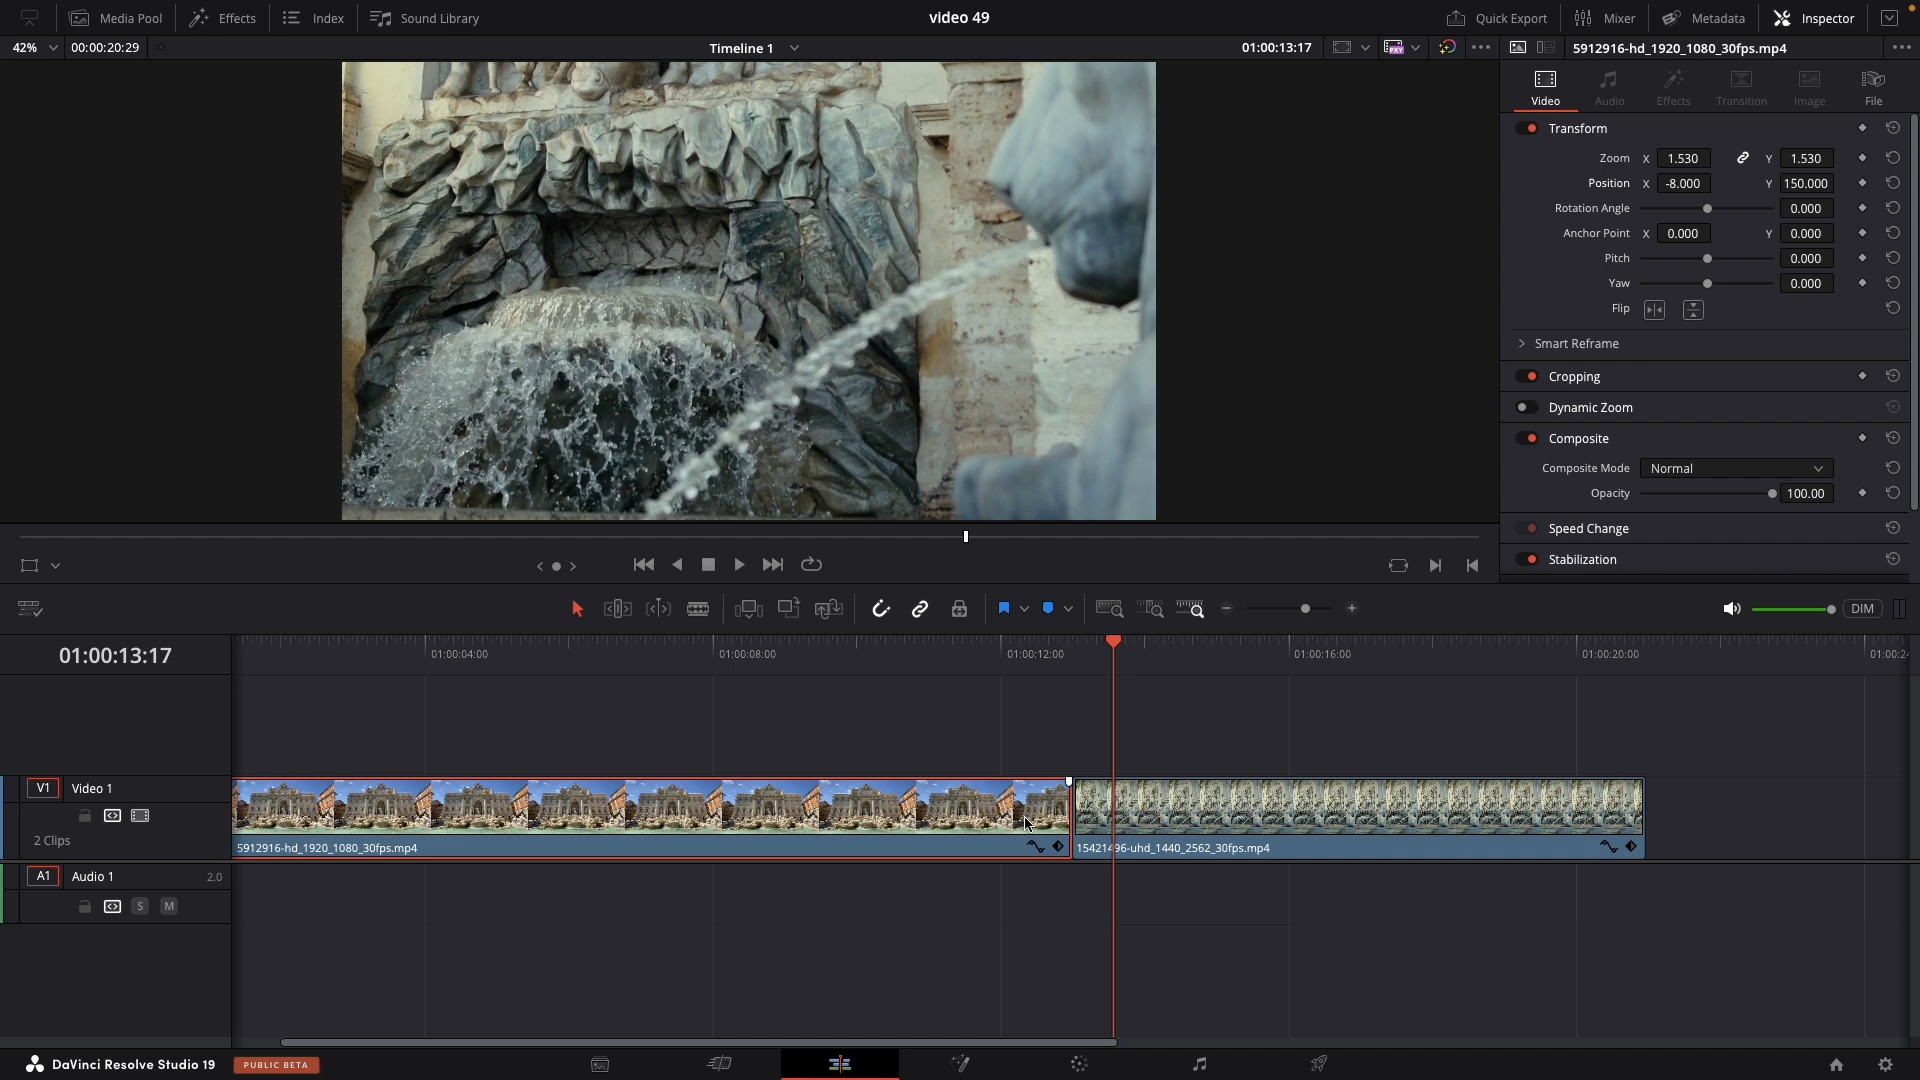 Media Pool Effects Index Sound Library video 49 Quick Export Mixer Metadata Inspector
42% 00:00:20:29 Timeline 1 01:00:13:17 PXY 5912916-hd_1920_1080_30fps.mp4
Video Audio Effects Transition Image File
Transform
Zoom X 1.530 Y 1.530
Position X -8.000 Y 150.000
Rotation Angle 0.000
Anchor Point X 0.000 Y 0.000
Pitch 0.000
Yaw 0.000
Flip
Smart Reframe
Cropping
Dynamic Zoom
Composite
Composite Mode Normal
Opacity 100.00
Speed Change
Stabilization
DIM
01:00:13:17 01:00:04:00 01:00:08:00 01:00:12:00 01:00:16:00 01:00:20:00 01:00:24
V1 Video 1
2 Clips
5912916-hd_1920_1080_30fps.mp4 15421496-uhd_1440_2562_30fps.mp4
A1 Audio 1 2.0
S M
DaVinci Resolve Studio 19 PUBLIC BETA